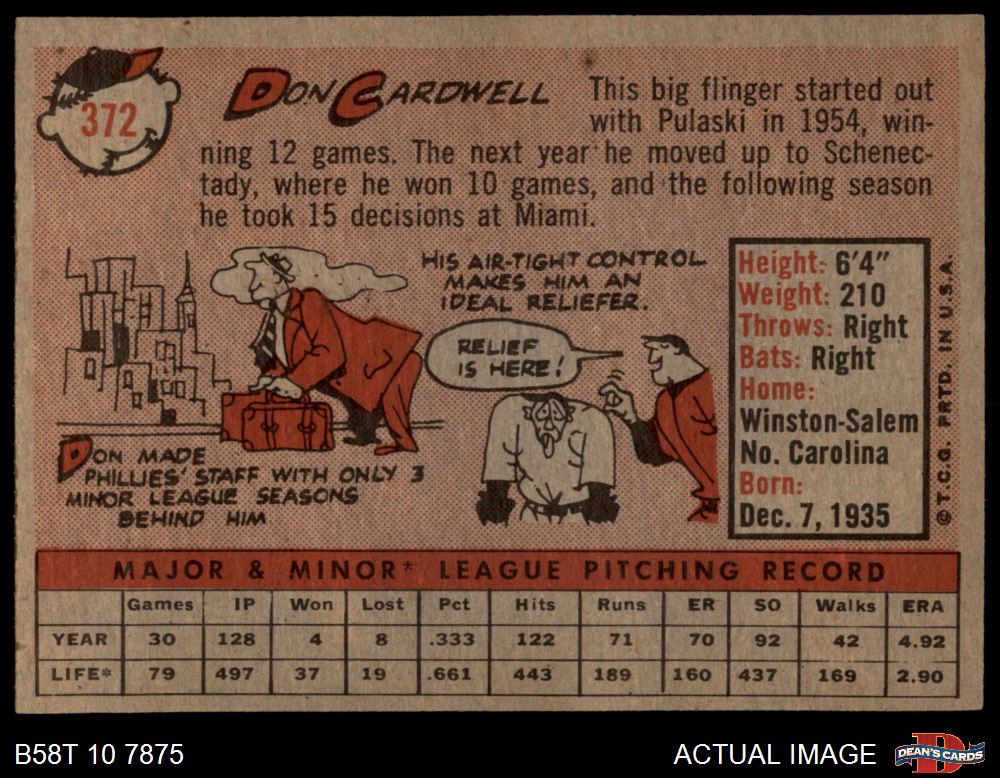 372
DON CARDWELL
This big flinger started out
with Pulaski in 1954, win-
ning 12 games. The next year he moved up to Schenec-
tady, where he won 10 games, and the following season
he took 15 decisions at Miami.
HIS AIR-TIGHT CONTROL
MAKES HIM AN
IDEAL RELIEFER.
RELIEF
IS HERE!
DON MADE
PHILLIES' STAFF WITH ONLY 3
MINOR LEAGUE SEASONS
BEHIND HIM
Height: 6'4"
Weight: 210
Throws: Right
Bats: Right
Home:
Winston-Salem
No. Carolina
Born:
Dec. 7, 1935
© T.C.G. PRTD. IN U.S.A.
MAJOR & MINOR* LEAGUE PITCHING RECORD
Games IP Won Lost Pct Hits Runs ER SO Walks ERA
YEAR 30 128 4 8 .333 122 71 70 92 42 4.92
LIFE* 79 497 37 19 .661 443 189 160 437 169 2.90
B58T 10 7875
ACTUAL IMAGE
D
DEAN'S CARDS